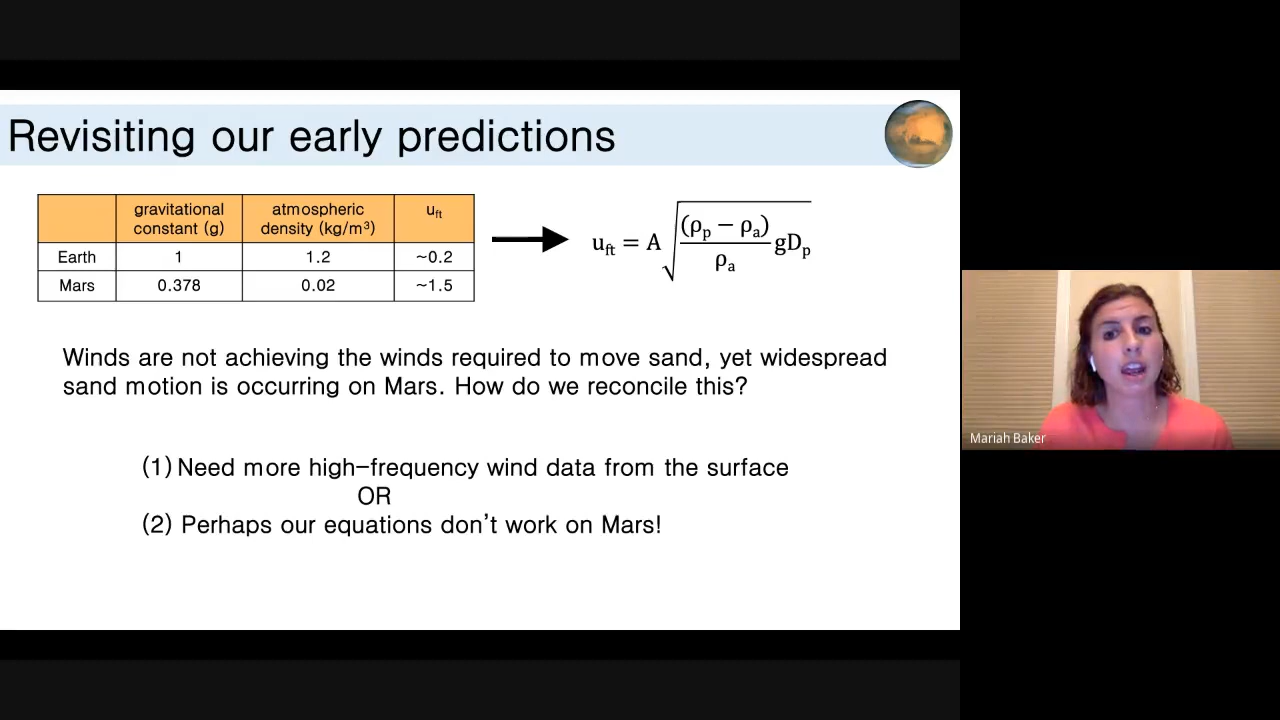 Revisiting our early predictions
gravitational constant (g) atmospheric density (kg/m³) u_ft
Earth 1 1.2 ~0.2
Mars 0.378 0.02 ~1.5
u_ft = A √((ρ_p − ρ_a)/ρ_a gD_p)
Winds are not achieving the winds required to move sand, yet widespread
sand motion is occurring on Mars. How do we reconcile this?
(1) Need more high-frequency wind data from the surface
OR
(2) Perhaps our equations don't work on Mars!
Mariah Baker